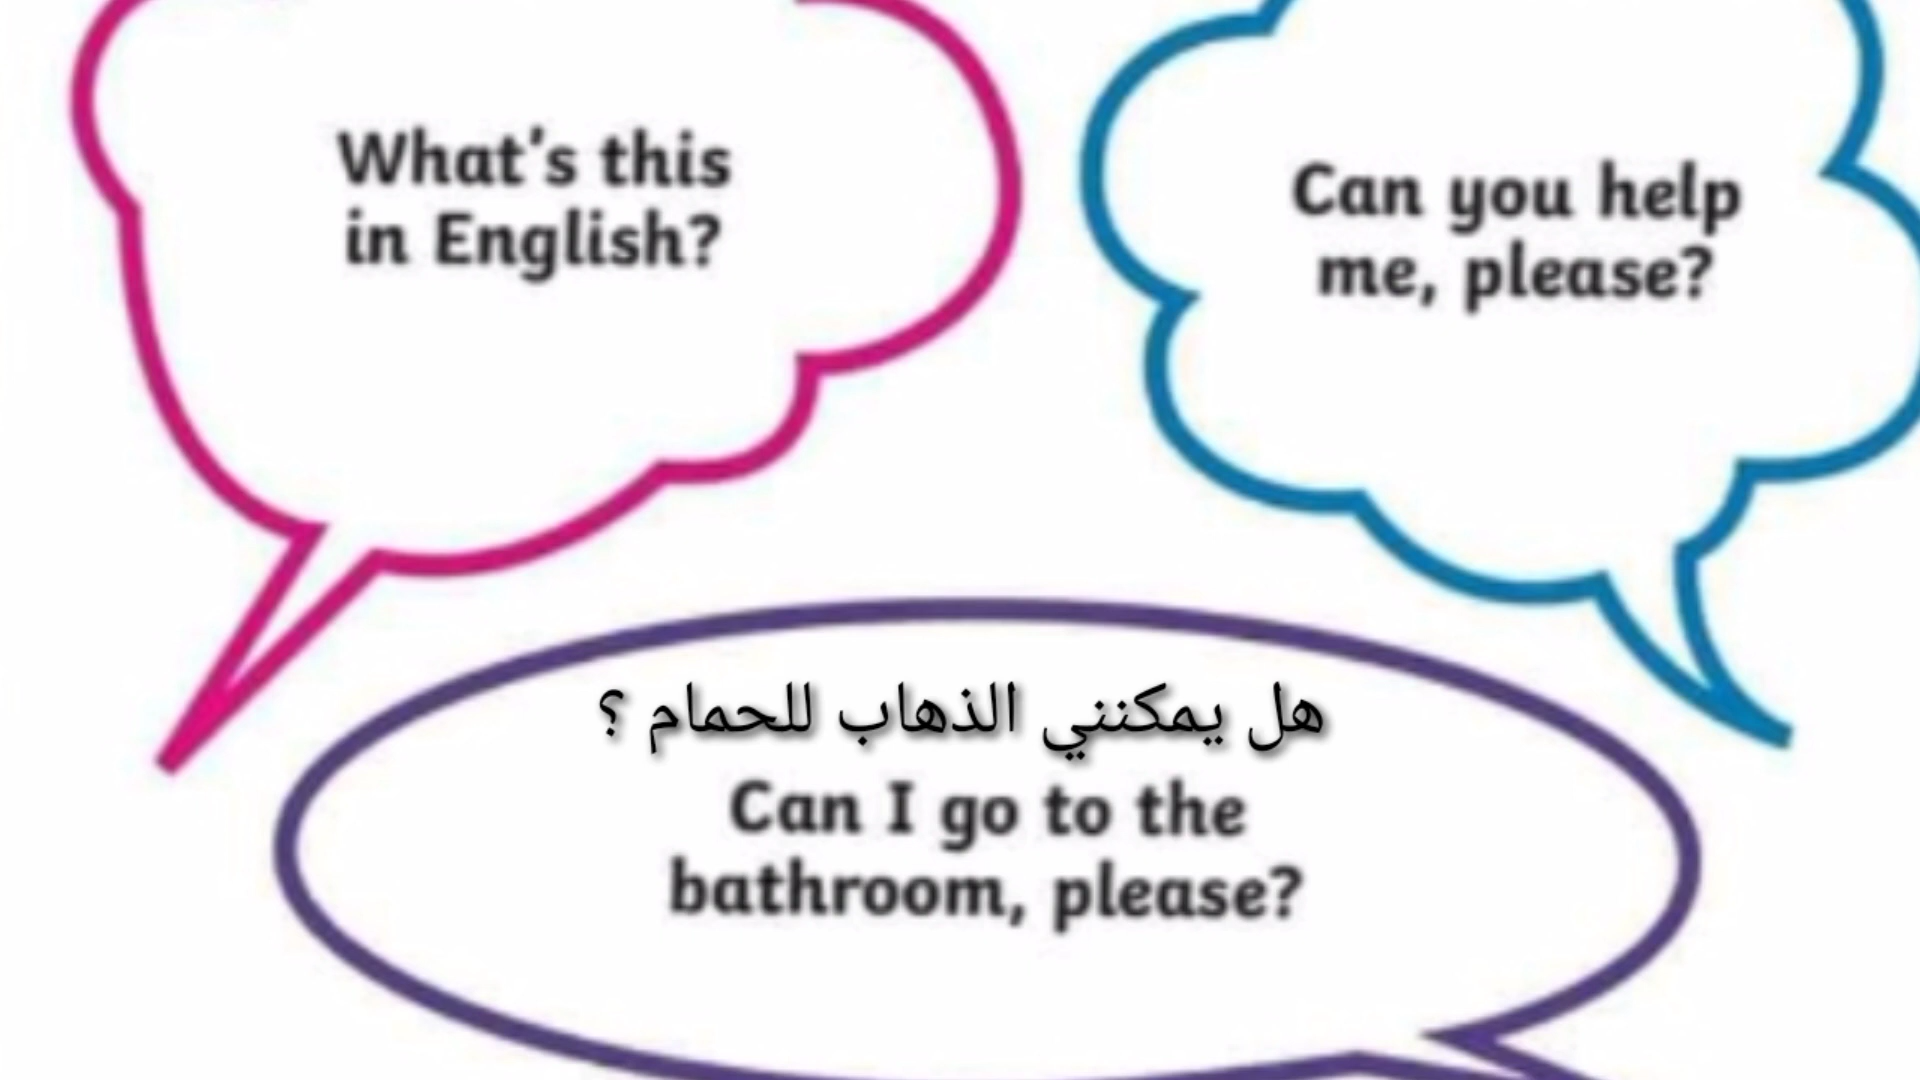 What's this
in English?
Can you help
me, please?
هل يمكنني الذهاب للحمام ؟
Can I go to the
bathroom, please?